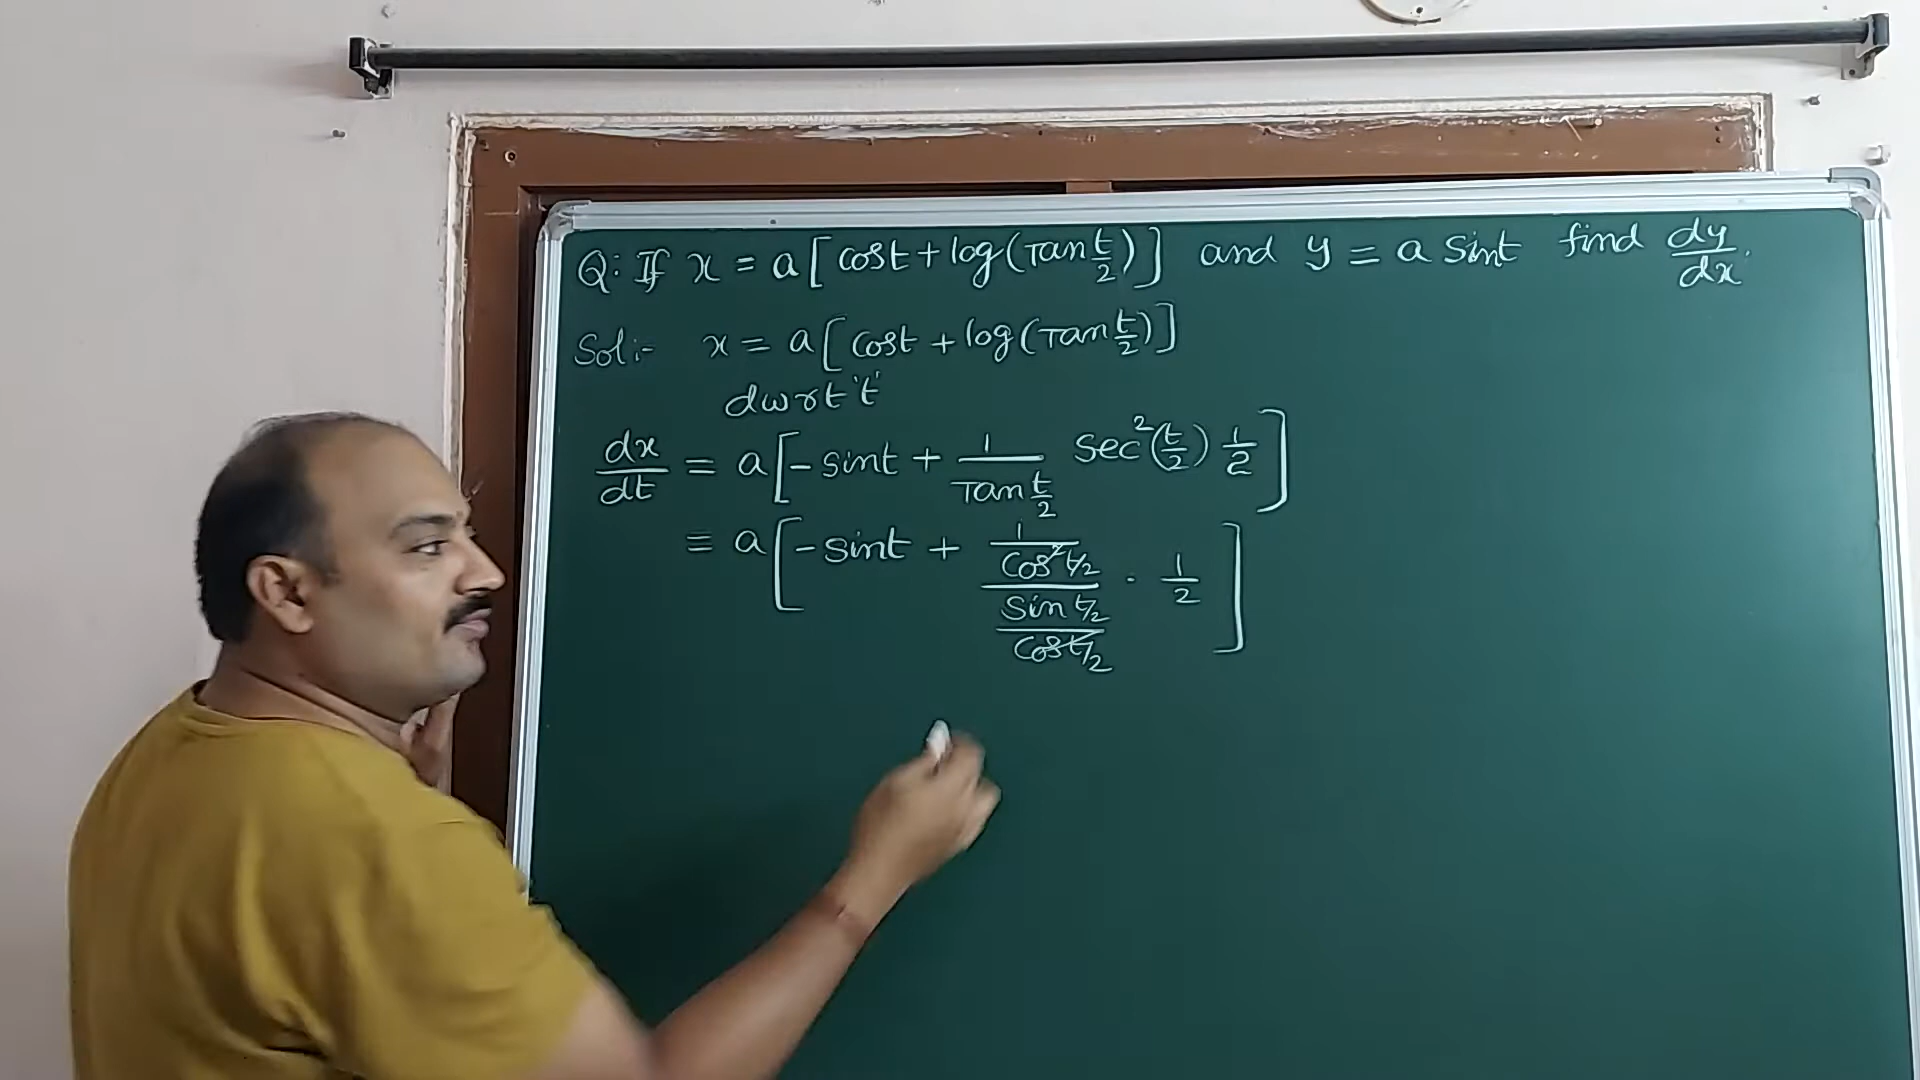 Q: If x = a[cost + log(Tan t/2)] and y = a sint find dy/dx.
Sol:- x = a[cost + log(Tan t/2)]
dwrt 't'
dx/dt = a[-sint + 1/(Tan t/2) sec²(t/2) 1/2]
= a[-sint + (1/(cos² t/2))/((sin t/2)/(cos t/2)) · 1/2]